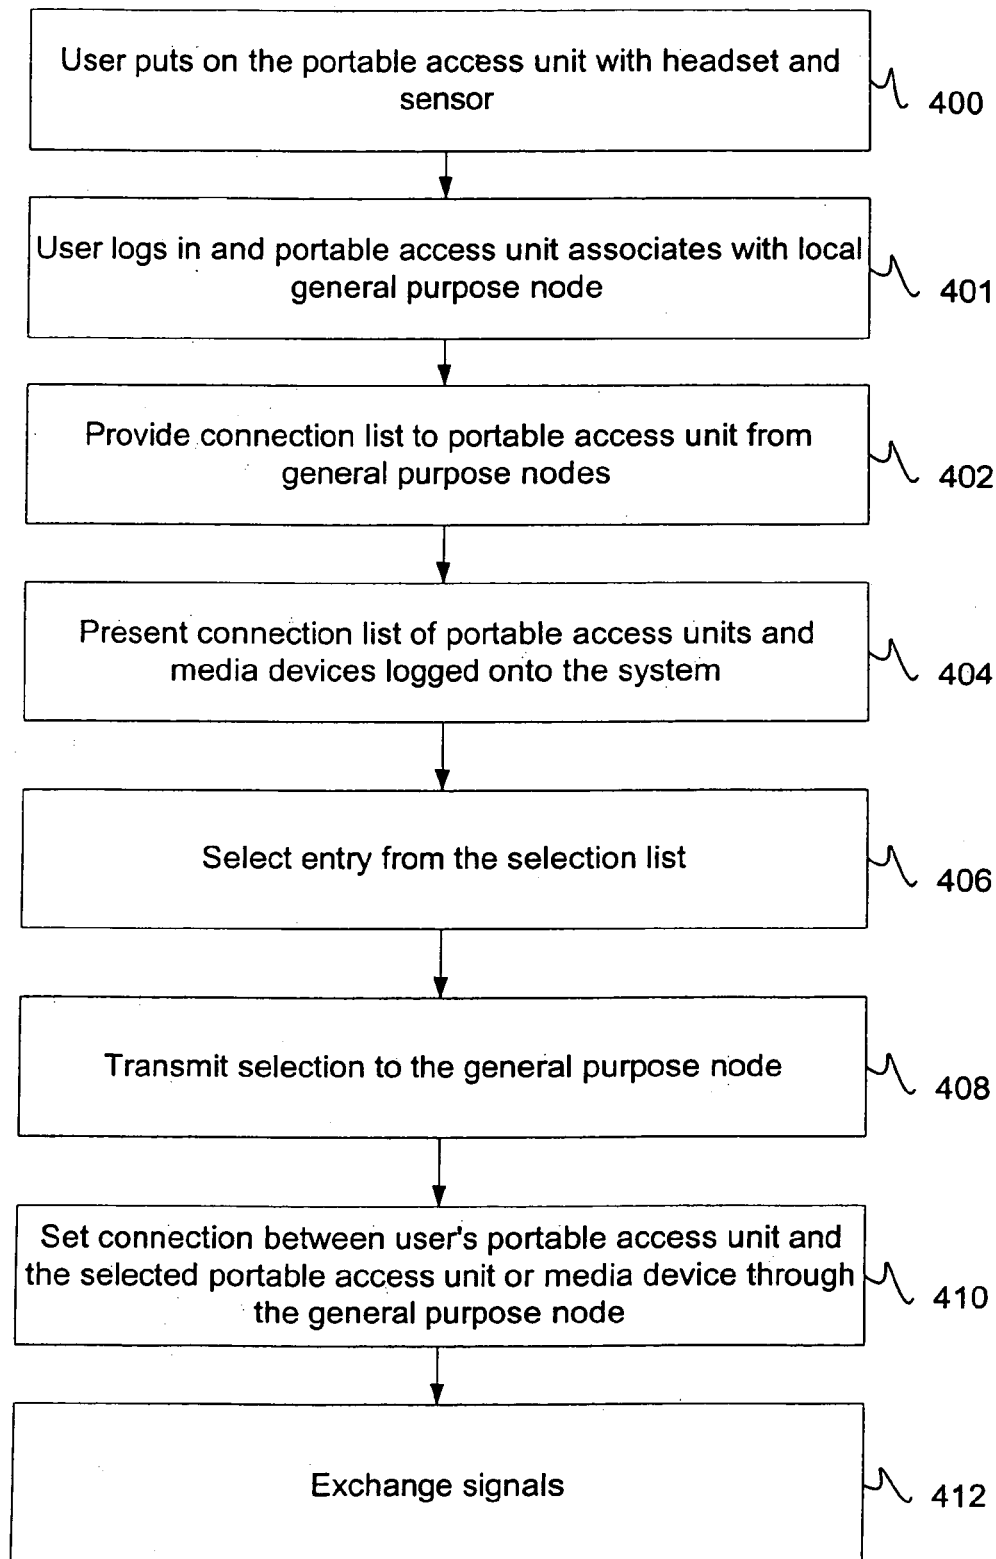 User puts on the portable access unit with headset and
sensor
400
User logs in and portable access unit associates with local
general purpose node
401
Provide connection list to portable access unit from
general purpose nodes
402
Present connection list of portable access units and
media devices logged onto the system
404
Select entry from the selection list
406
Transmit selection to the general purpose node
408
Set connection between user's portable access unit and
the selected portable access unit or media device through
the general purpose node
410
Exchange signals
412